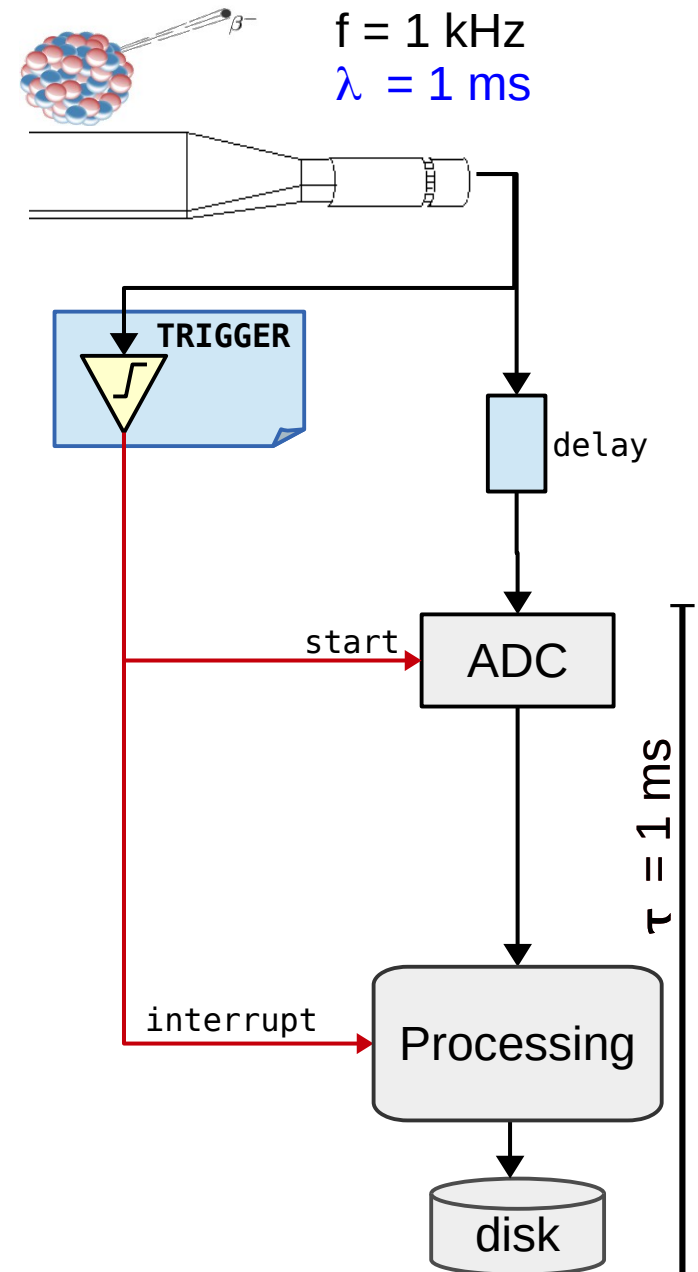 β⁻
f = 1 kHz
λ = 1 ms
TRIGGER
delay
start
ADC
τ = 1 ms
interrupt
Processing
disk